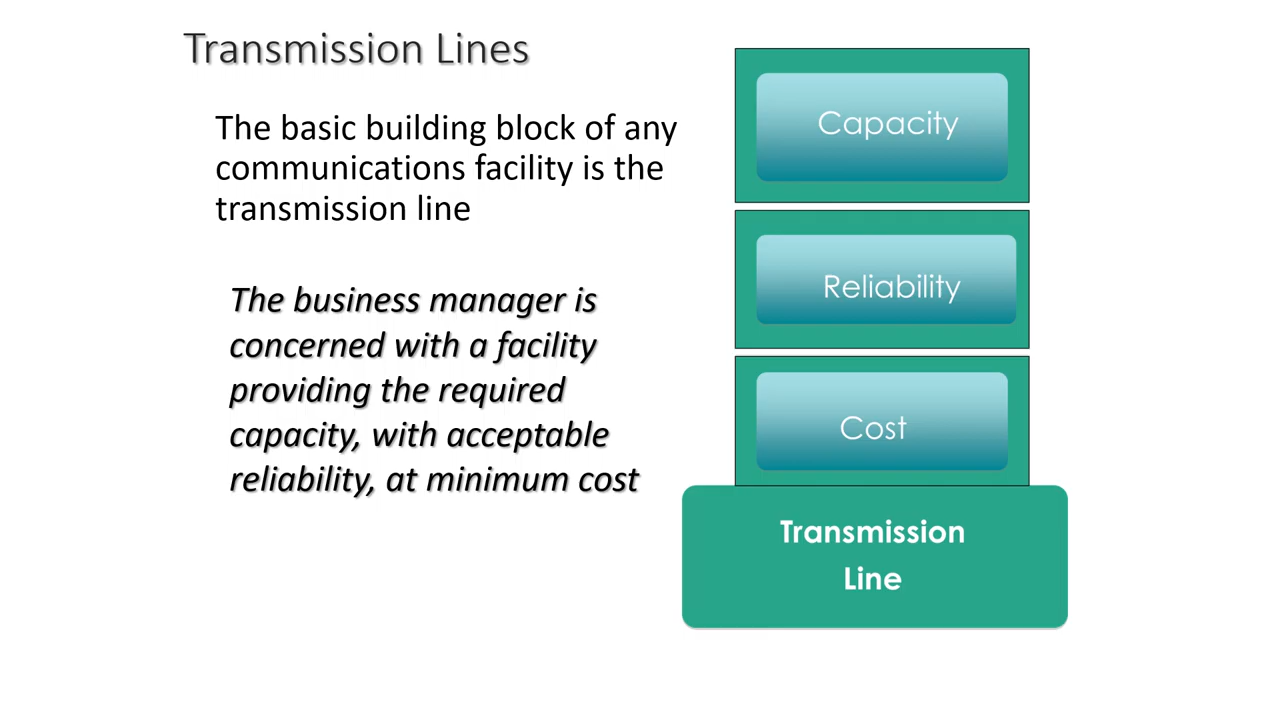 Transmission Lines
The basic building block of any
communications facility is the
transmission line
The business manager is
concerned with a facility
providing the required
capacity, with acceptable
reliability, at minimum cost
Capacity
Reliability
Cost
Transmission
Line